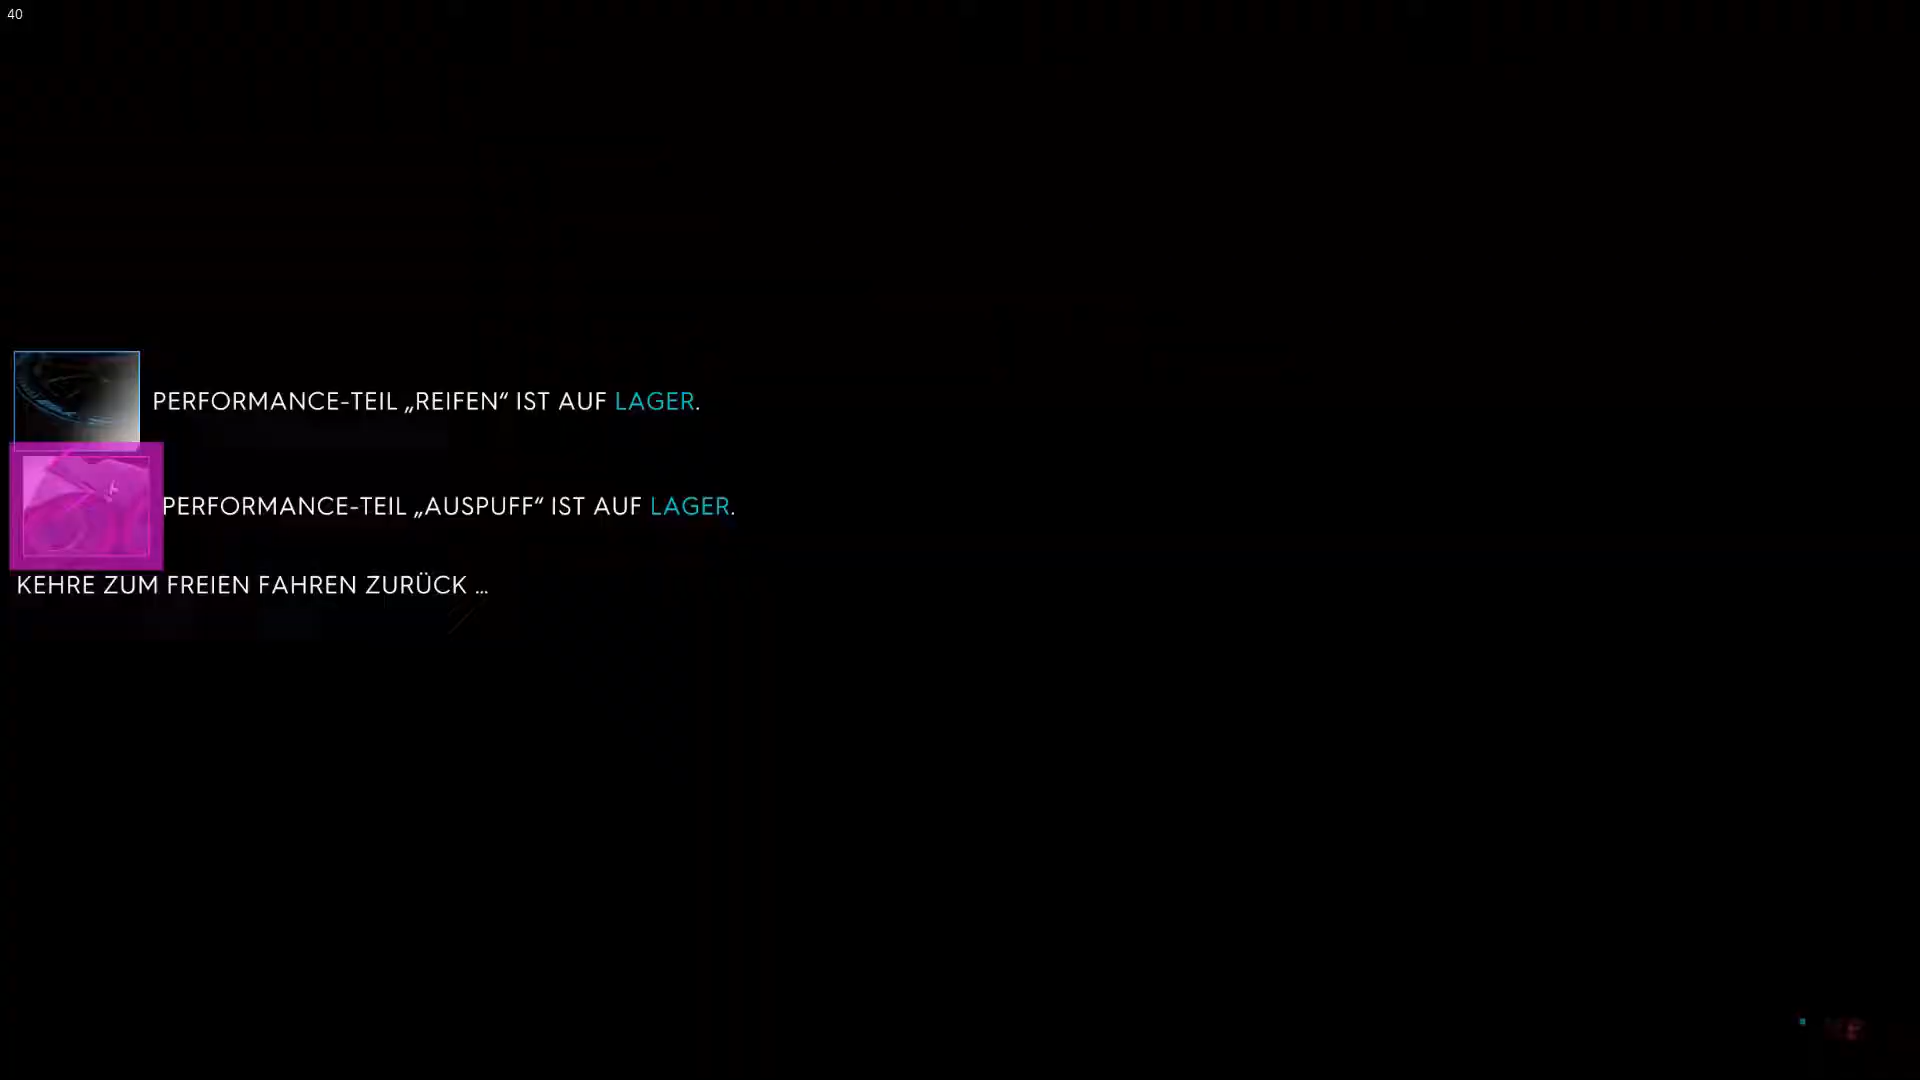 40
PERFORMANCE-TEIL „REIFEN“ IST AUF LAGER.
PERFORMANCE-TEIL „AUSPUFF“ IST AUF LAGER.
KEHRE ZUM FREIEN FAHREN ZURÜCK ...